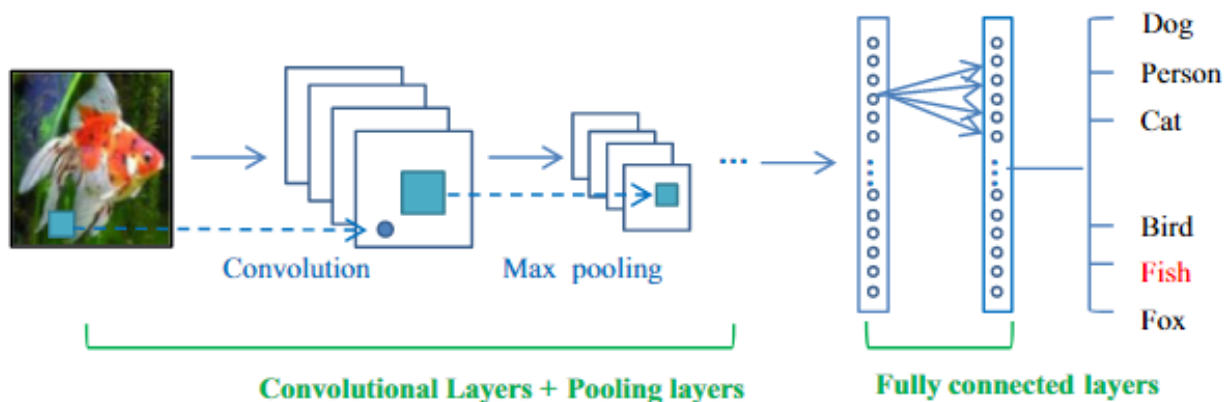 Dog
Person
Cat
Bird
Fish
Fox
Convolution
Max pooling
Convolutional Layers + Pooling layers
Fully connected layers